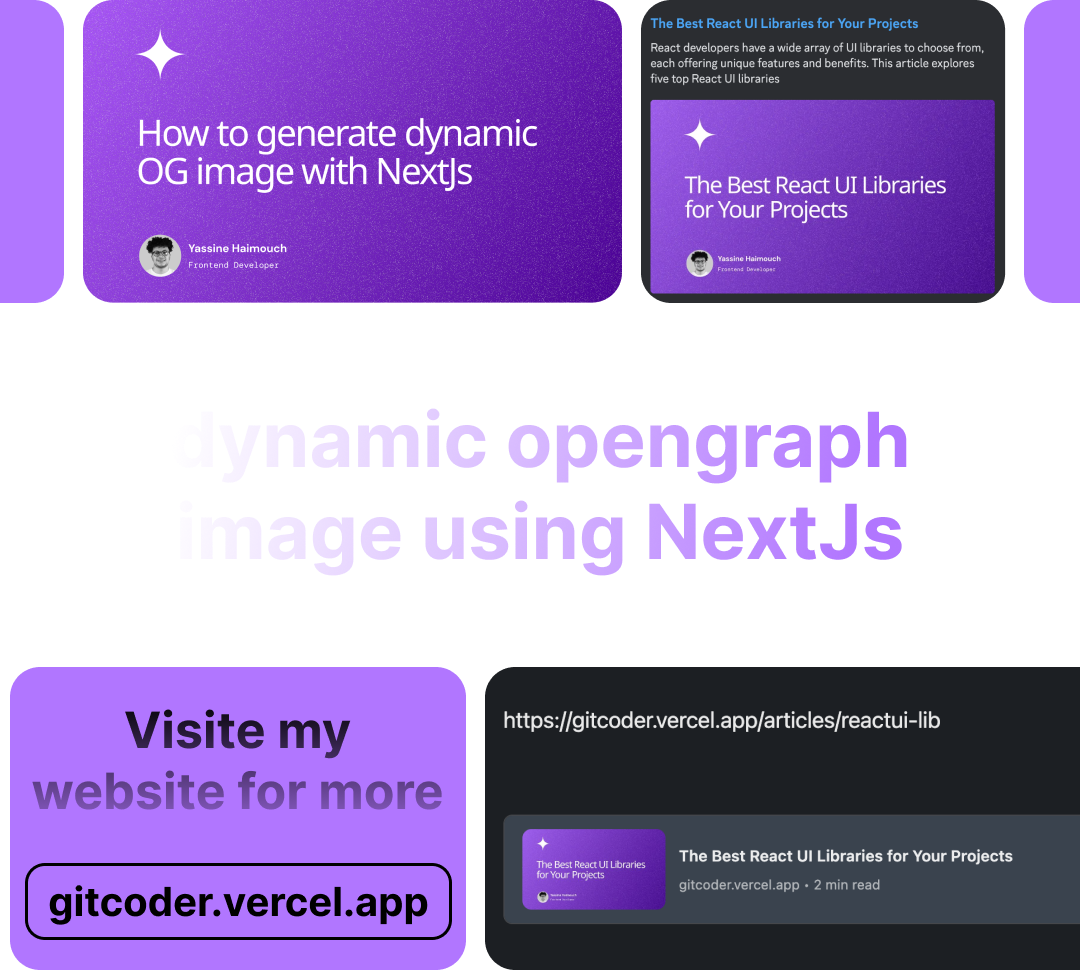 How to generate dynamic
OG image with NextJs
Yassine Haimouch
Frontend Developer
The Best React UI Libraries for Your Projects
React developers have a wide array of UI libraries to choose from,
each offering unique features and benefits. This article explores
five top React UI libraries
The Best React UI Libraries
for Your Projects
Yassine Haimouch
Frontend Developer
dynamic opengraph
image using NextJs
Visite my
website for more
gitcoder.vercel.app
https://gitcoder.vercel.app/articles/reactui-lib
The Best React UI Libraries
for Your Projects
The Best React UI Libraries for Your Projects
gitcoder.vercel.app • 2 min read